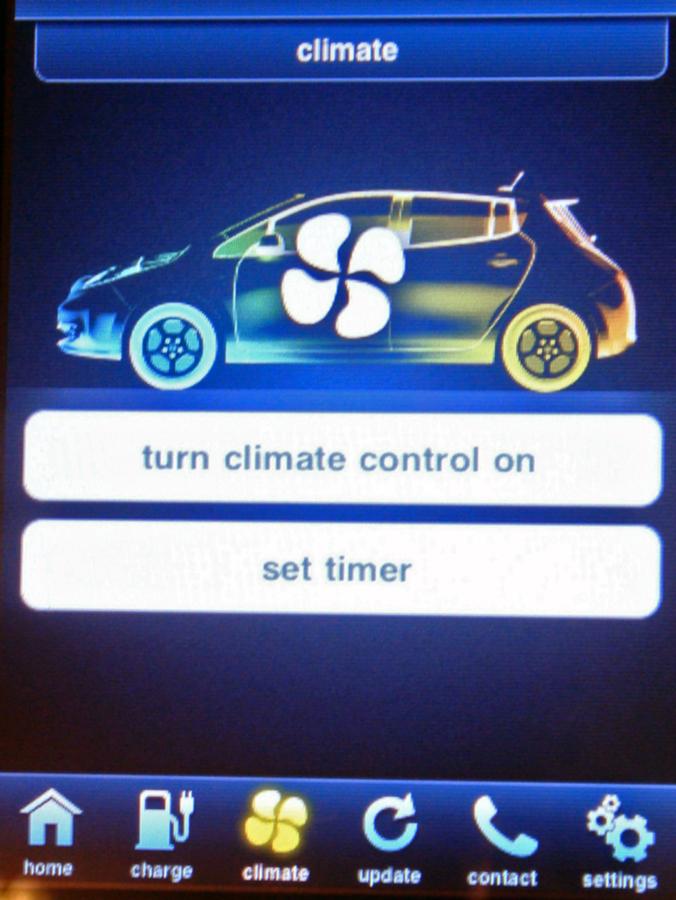 climate
turn climate control on
set timer
home
charge
climate
update
contact
settings